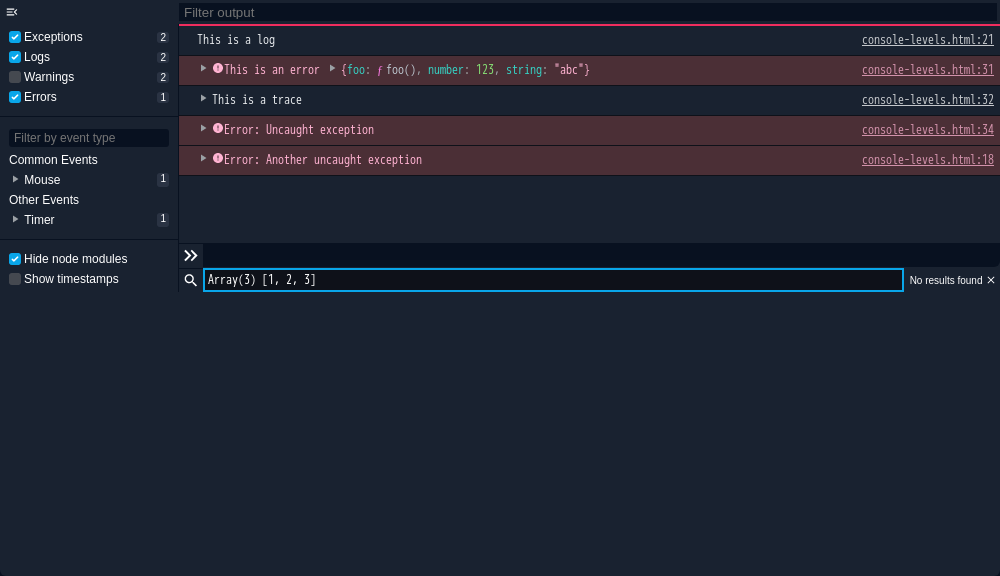 Filter output
Exceptions 2
Logs 2
Warnings 2
Errors 1
Filter by event type
Common Events
Mouse 1
Other Events
Timer 1
Hide node modules
Show timestamps
This is a log console-levels.html:21
This is an error {foo: ƒ foo(), number: 123, string: "abc"} console-levels.html:31
This is a trace console-levels.html:32
Error: Uncaught exception console-levels.html:34
Error: Another uncaught exception console-levels.html:18
Array(3) [1, 2, 3] No results found